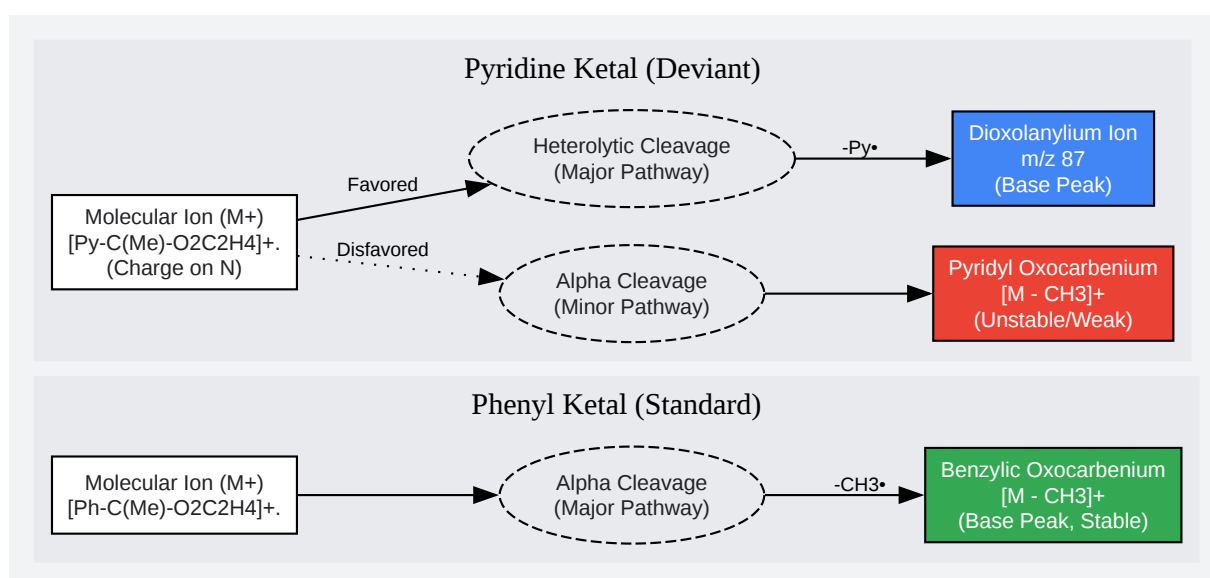 Pyridine Ketal (Deviant)
Molecular Ion (M+)
[Py-C(Me)-O2C2H4]+.
(Charge on N)
Favored
Disfavored
Heterolytic Cleavage
(Major Pathway)
-Py•
Dioxolanylium Ion
m/z 87
(Base Peak)
Alpha Cleavage
(Minor Pathway)
Pyridyl Oxocarbenium
[M - CH3]+
(Unstable/Weak)
Phenyl Ketal (Standard)
Molecular Ion (M+)
[Ph-C(Me)-O2C2H4]+.
Alpha Cleavage
(Major Pathway)
-CH3•
Benzylic Oxocarbenium
[M - CH3]+
(Base Peak, Stable)